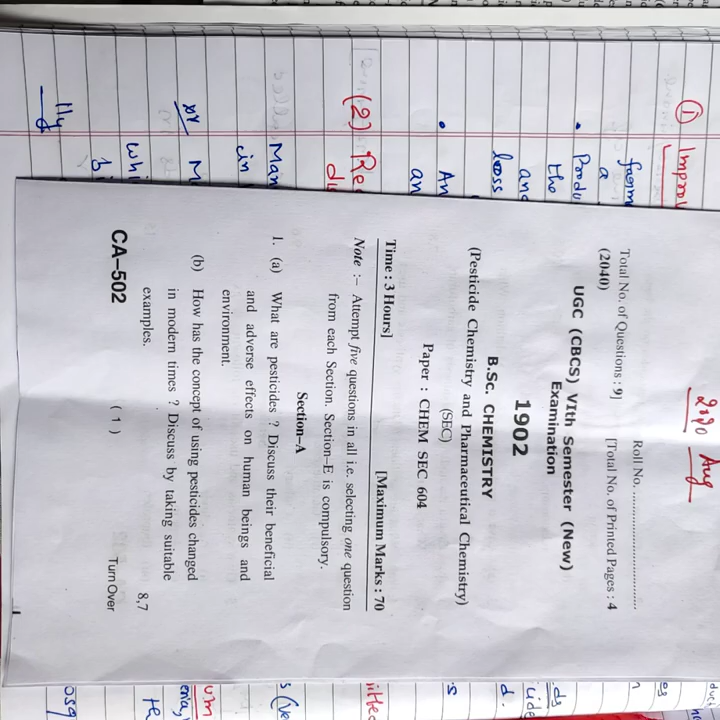 2020 Aug
Roll No. ..............................
Total No. of Questions : 9] [Total No. of Printed Pages : 4
(2040)
UGC (CBCS) VIth Semester (New)
Examination
1902
B.Sc. CHEMISTRY
(Pesticide Chemistry and Pharmaceutical Chemistry)
(SEC)
Paper : CHEM SEC 604
Time : 3 Hours] [Maximum Marks : 70
Note :– Attempt five questions in all i.e. selecting one question
from each Section. Section–E is compulsory.
Section–A
1. (a) What are pesticides ? Discuss their beneficial
and adverse effects on human beings and
environment.
(b) How has the concept of using pesticides changed
in modern times ? Discuss by taking suitable
examples. 8,7
CA–502 ( 1 ) Turn Over
① Improv
farm
a
• Produ
the
and
loss
• An
an
(2) Re
Man
in
or M
whi